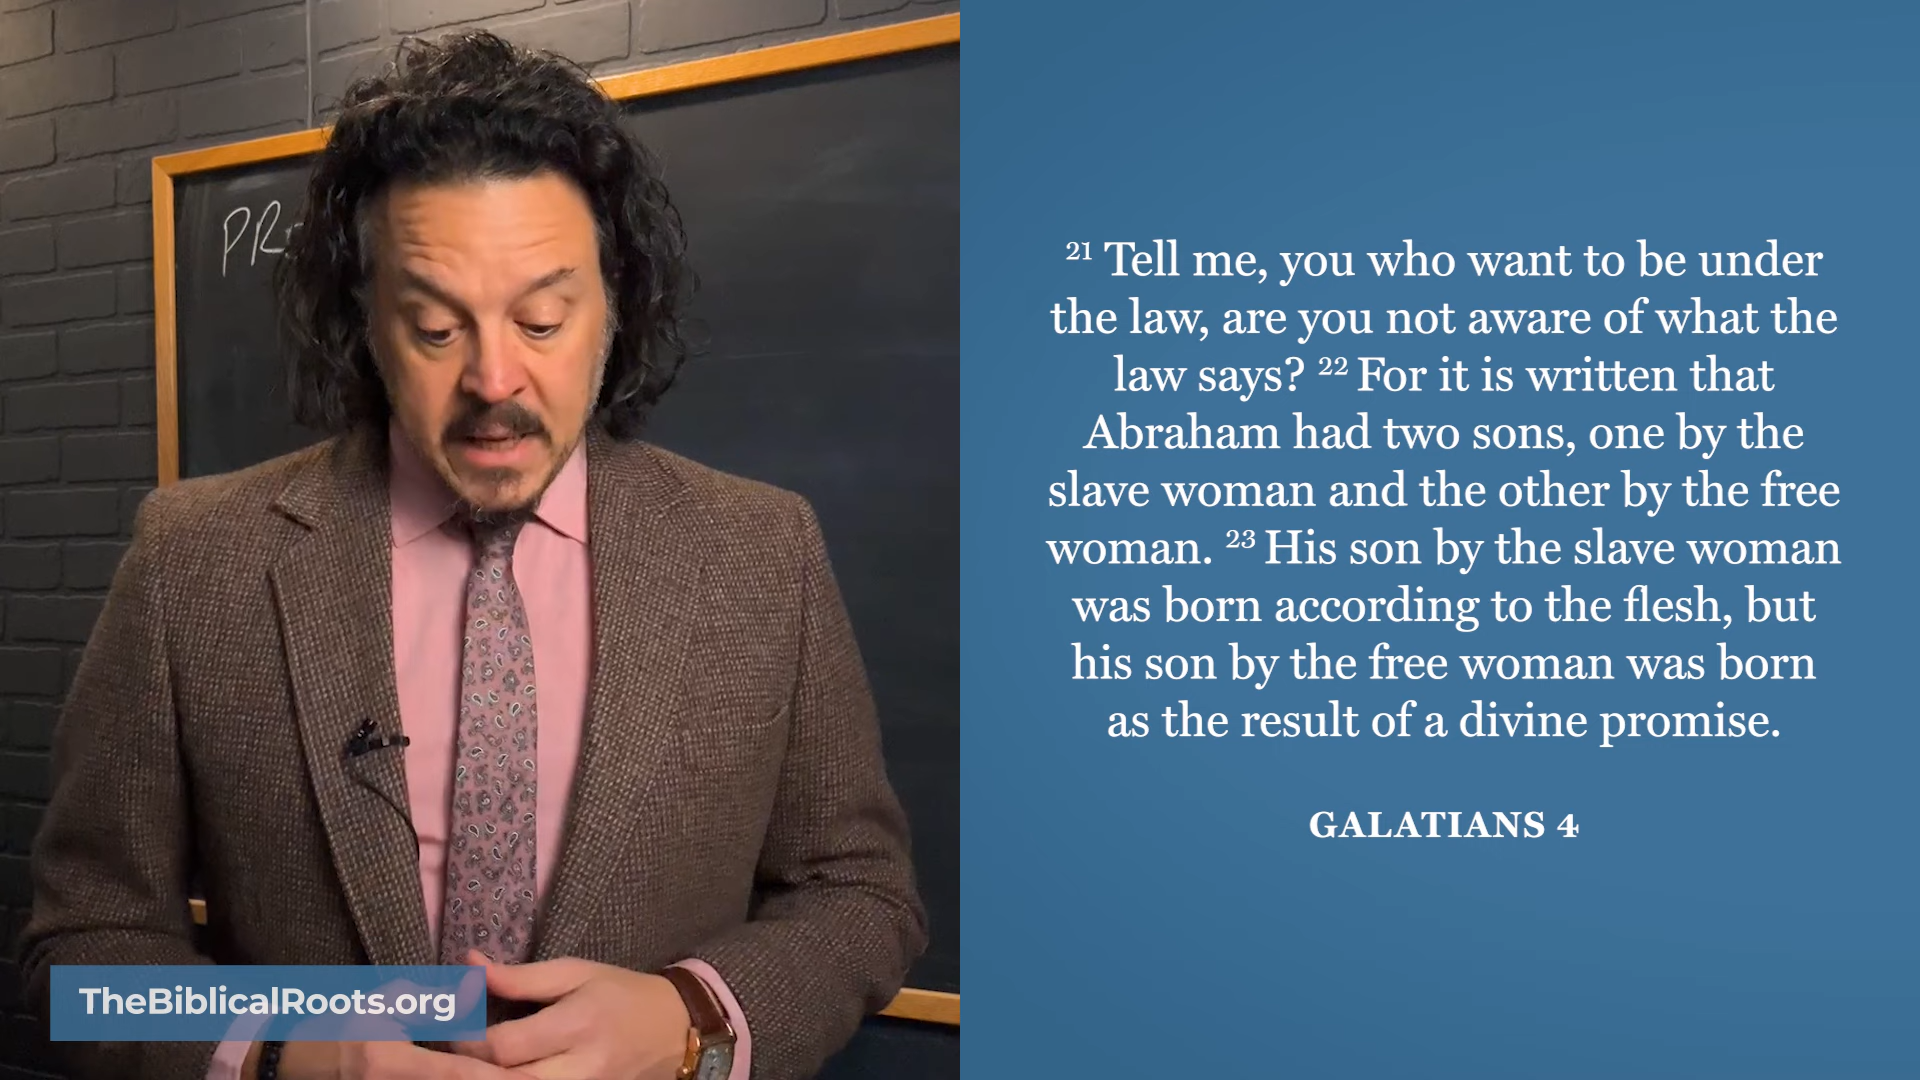 PR
21 Tell me, you who want to be under
the law, are you not aware of what the
law says? 22 For it is written that
Abraham had two sons, one by the
slave woman and the other by the free
woman. 23 His son by the slave woman
was born according to the flesh, but
his son by the free woman was born
as the result of a divine promise.
GALATIANS 4
TheBiblicalRoots.org